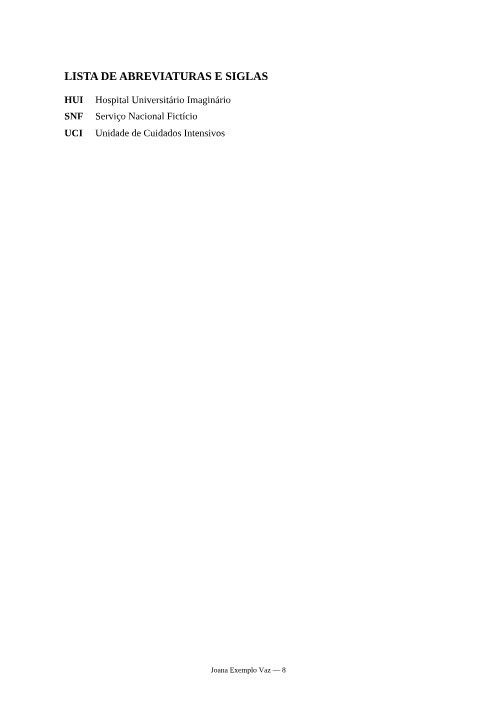 LISTA DE ABREVIATURAS E SIGLAS
HUI Hospital Universitário Imaginário
SNF Serviço Nacional Fictício
UCI Unidade de Cuidados Intensivos
Joana Exemplo Vaz — 8